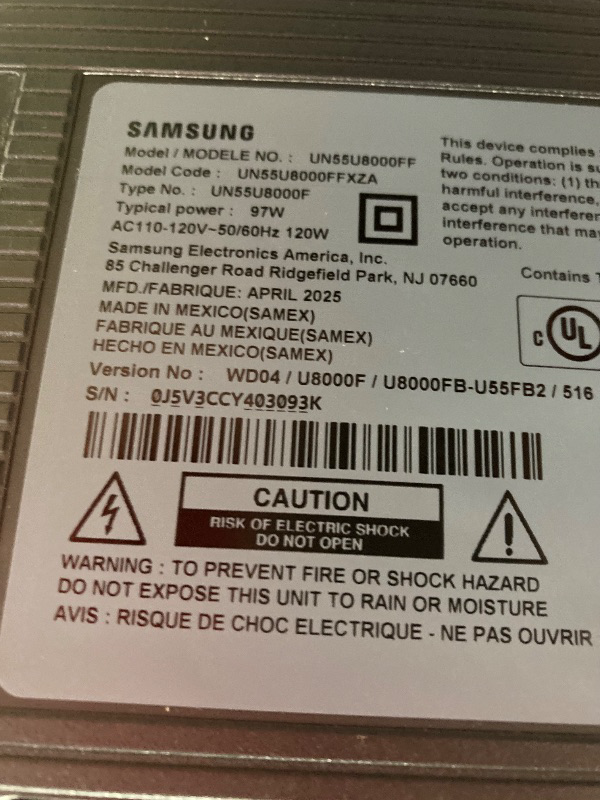 SAMSUNG
Model / MODELE NO. : UN55U8000FF
Model Code : UN55U8000FFXZA
Type No. : UN55U8000F
Typical power : 97W
AC110-120V~50/60Hz 120W
Samsung Electronics America, Inc.
85 Challenger Road Ridgefield Park, NJ 07660
MFD./FABRIQUE: APRIL 2025
MADE IN MEXICO(SAMEX)
FABRIQUE AU MEXIQUE(SAMEX)
HECHO EN MEXICO(SAMEX)
Version No : WD04 / U8000F / U8000FB-U55FB2 / 516
S/N : 0J5V3CCY403093K
This device complies
Rules. Operation is
two conditions: (1)
harmful interference,
accept any
interference that
operation.
Contains
C UL
CAUTION
RISK OF ELECTRIC SHOCK
DO NOT OPEN
WARNING : TO PREVENT FIRE OR SHOCK HAZARD
DO NOT EXPOSE THIS UNIT TO RAIN OR MOISTURE
AVIS : RISQUE DE CHOC ELECTRIQUE - NE PAS OUVRIR